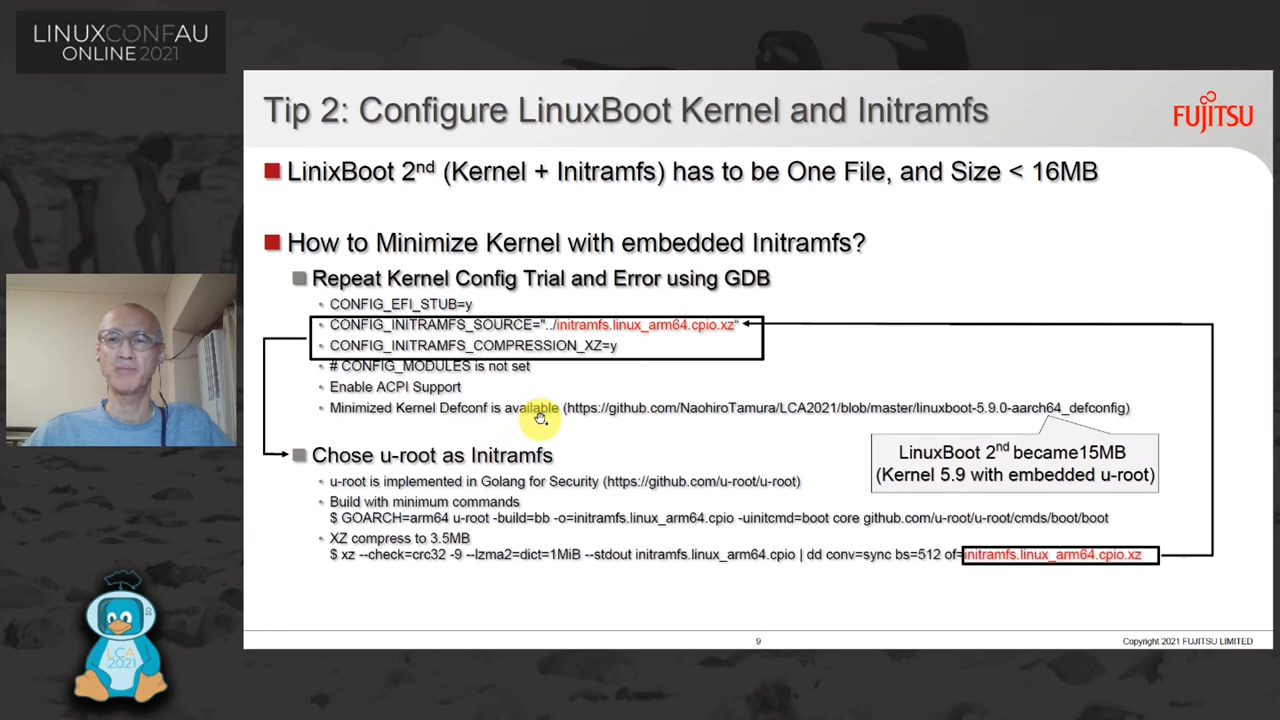 LINUXCONFAU
ONLINE 2021
Tip 2: Configure LinuxBoot Kernel and Initramfs
FUJITSU
LinixBoot 2nd (Kernel + Initramfs) has to be One File, and Size < 16MB
How to Minimize Kernel with embedded Initramfs?
Repeat Kernel Config Trial and Error using GDB
• CONFIG_EFI_STUB=y
• CONFIG_INITRAMFS_SOURCE="../initramfs.linux_arm64.cpio.xz"
• CONFIG_INITRAMFS_COMPRESSION_XZ=y
• # CONFIG_MODULES is not set
• Enable ACPI Support
• Minimized Kernel Defconf is available (https://github.com/NaohiroTamura/LCA2021/blob/master/linuxboot-5.9.0-aarch64_defconfig)
LinuxBoot 2nd became15MB
(Kernel 5.9 with embedded u-root)
Chose u-root as Initramfs
• u-root is implemented in Golang for Security (https://github.com/u-root/u-root)
• Build with minimum commands
$ GOARCH=arm64 u-root -build=bb -o=initramfs.linux_arm64.cpio -uinitcmd=boot core github.com/u-root/u-root/cmds/boot/boot
• XZ compress to 3.5MB
$ xz --check=crc32 -9 --lzma2=dict=1MiB --stdout initramfs.linux_arm64.cpio | dd conv=sync bs=512 of=initramfs.linux_arm64.cpio.xz
LCA
2021
9
Copyright 2021 FUJITSU LIMITED